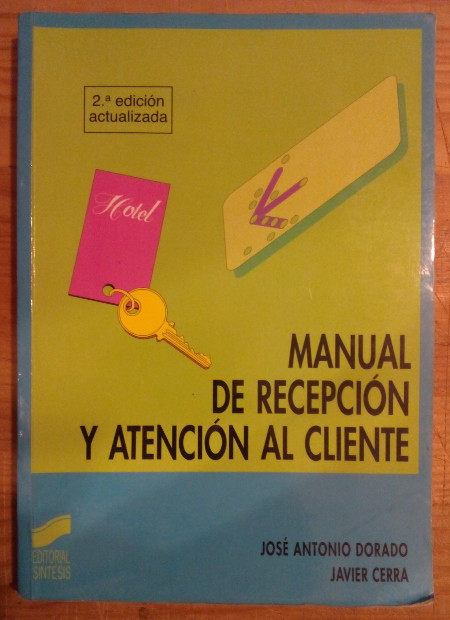 2.ª edición
actualizada
Hotel
MANUAL
DE RECEPCIÓN
Y ATENCIÓN AL CLIENTE
EDITORIAL
SINTESIS
JOSÉ ANTONIO DORADO
JAVIER CERRA